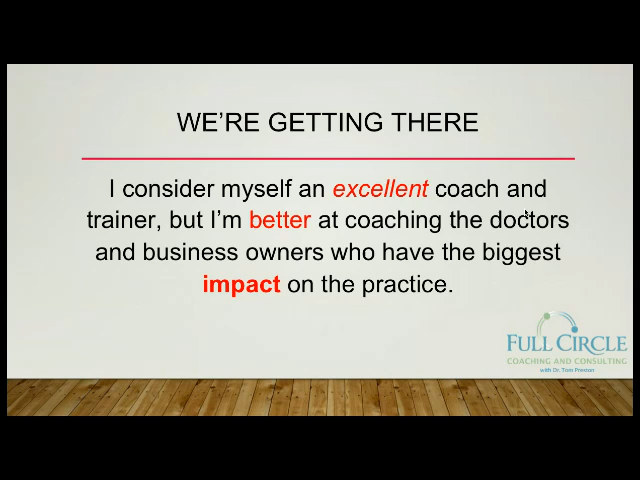 WE'RE GETTING THERE
I consider myself an excellent coach and
trainer, but I'm better at coaching the doctors
and business owners who have the biggest
impact on the practice.
FULL CIRCLE
COACHING AND CONSULTING
with Dr. Tom Presser